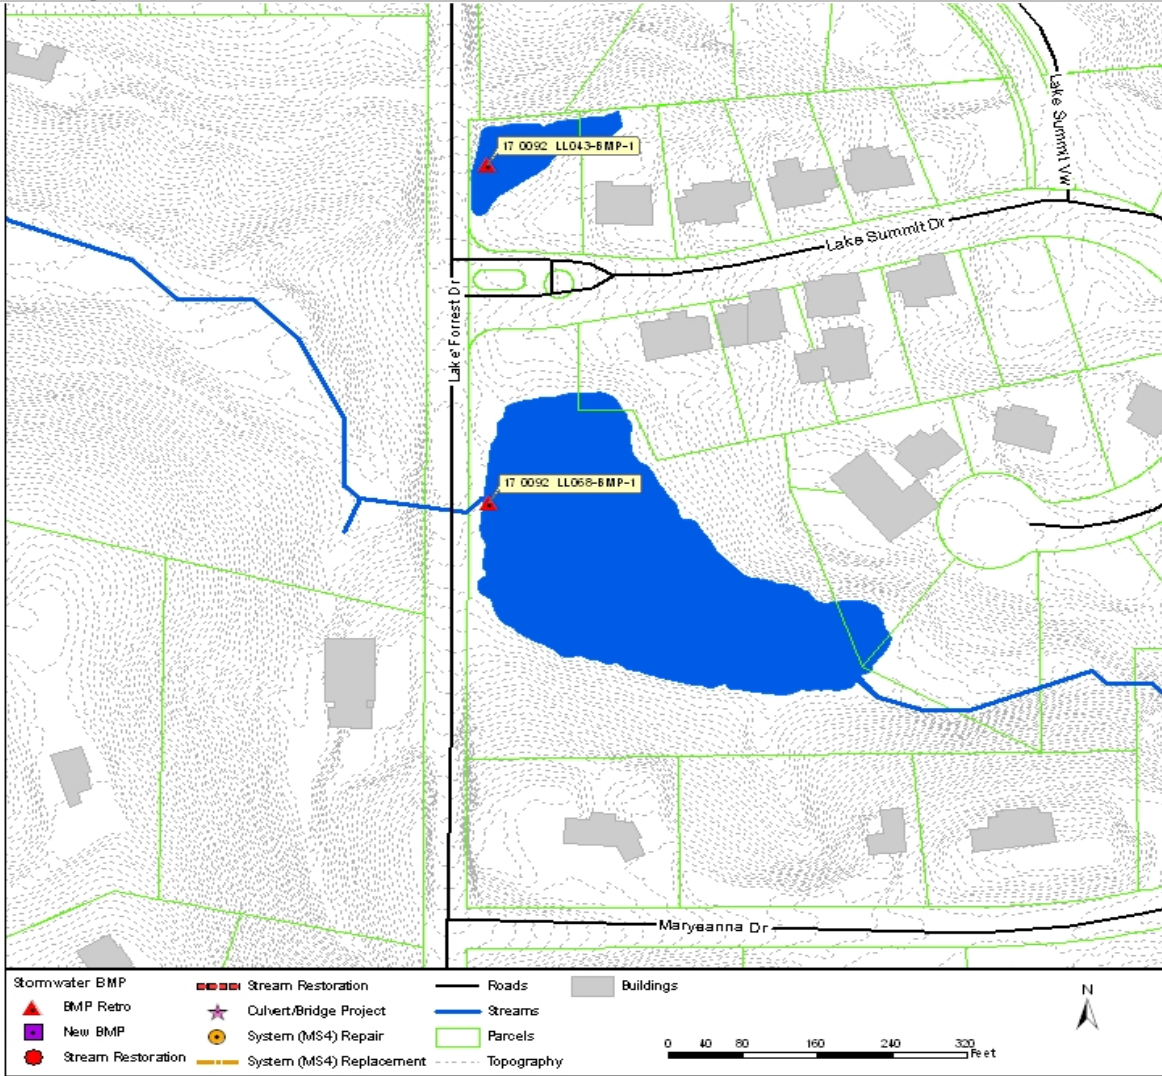 Lake Summit Vw
17 0092 LL043-BMP-1
Lake Summit Dr
Lake Forrest Dr
17 0092 LL068-BMP-1
Maryeanna Dr
Stormwater BMP
BMP Retro
New BMP
Stream Restoration
Stream Restoration
Culvert/Bridge Project
System (MS4) Repair
System (MS4) Replacement
Roads
Streams
Parcels
Topography
Buildings
N
0 40 80 160 240 320
Feet